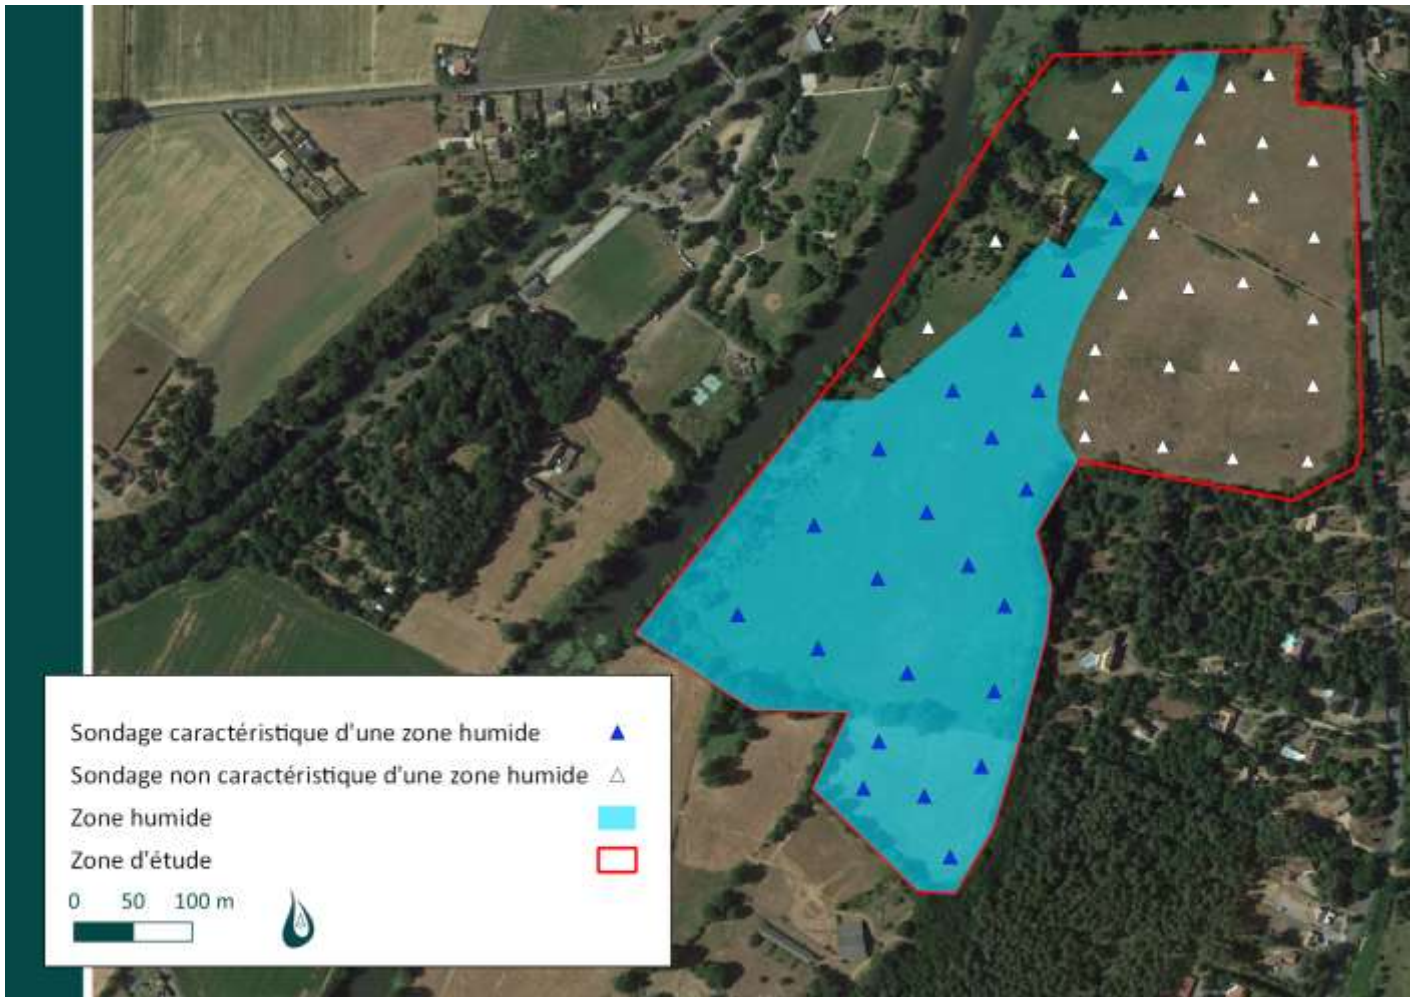 Sondage caractéristique d'une zone humide
Sondage non caractéristique d'une zone humide
Zone humide
Zone d'étude
0 50 100 m